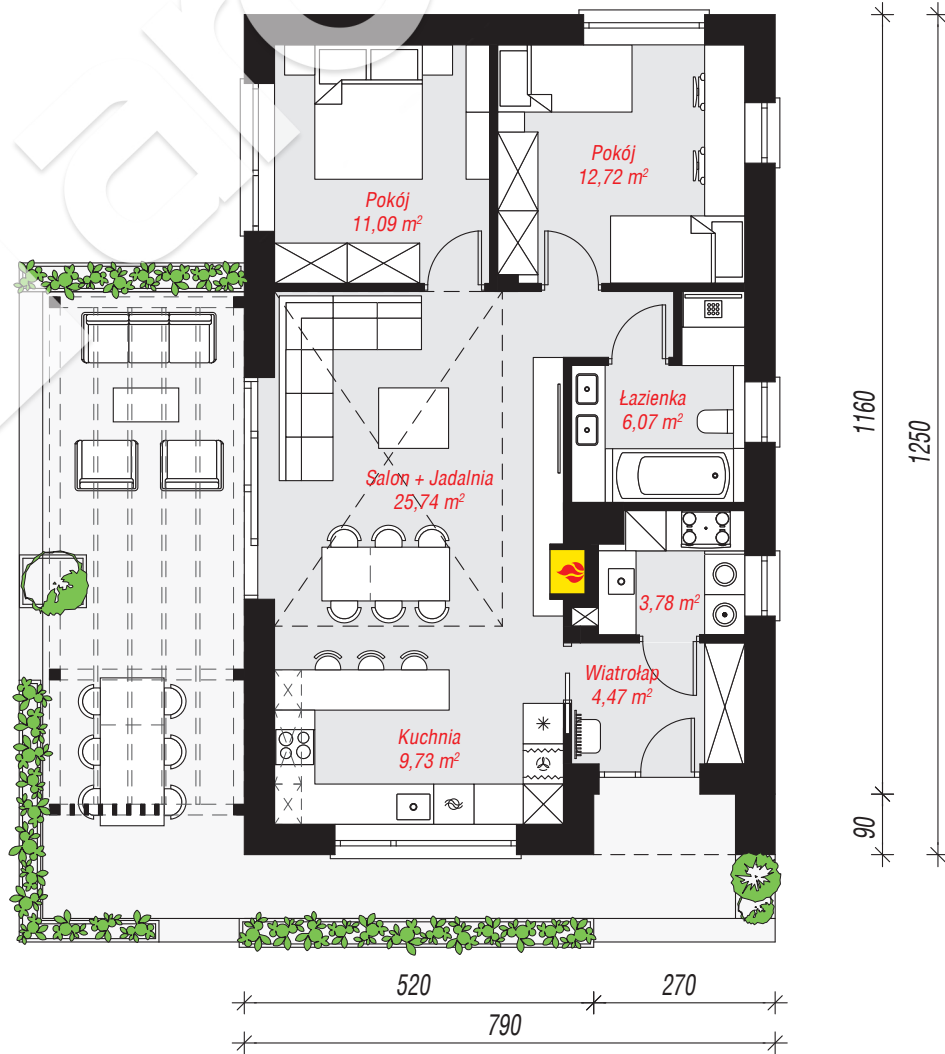 Pokój
11,09 m²
Pokój
12,72 m²
Łazienka
6,07 m²
Salon + Jadalnia
25,74 m²
3,78 m²
Wiatrołap
4,47 m²
Kuchnia
9,73 m²
1160
1250
90
520
270
790